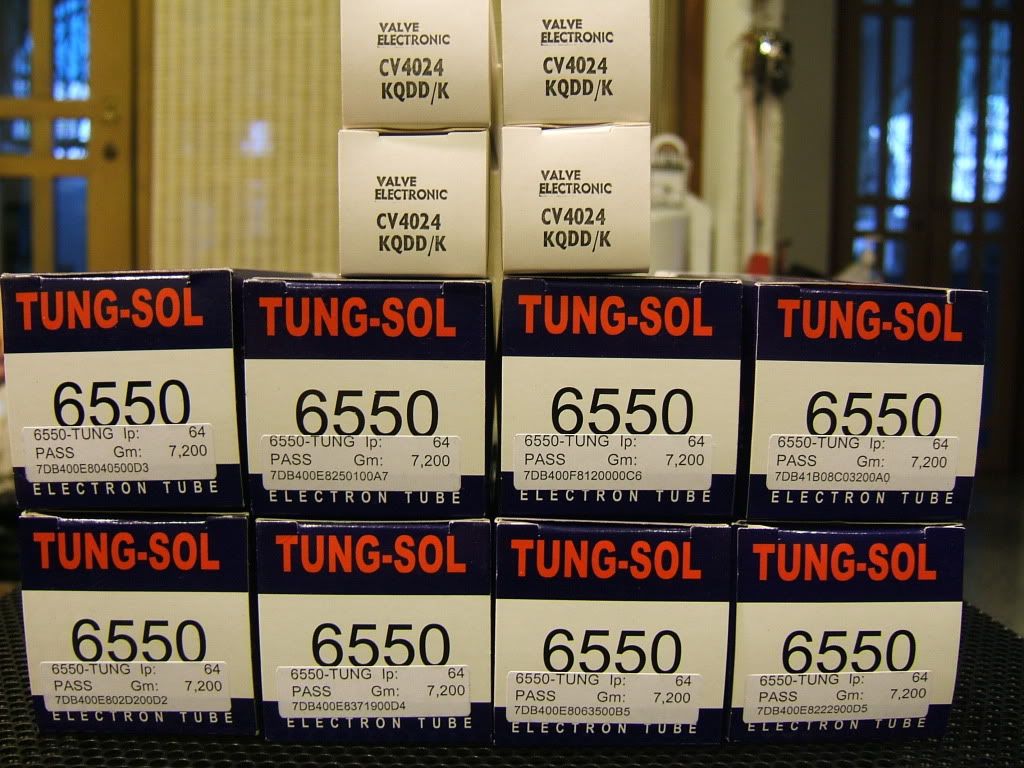 VALVE
ELECTRONIC
CV4024
KQDD/K
VALVE
ELECTRONIC
CV4024
KQDD/K
VALVE
ELECTRONIC
CV4024
KQDD/K
VALVE
ELECTRONIC
CV4024
KQDD/K
TUNG-SOL
6550
6550-TUNG Ip: 64
PASS Gm: 7,200
7DB400E8040500D3
ELECTRON TUBE
TUNG-SOL
6550
6550-TUNG Ip: 64
PASS Gm: 7,200
7DB400E8250100A7
ELECTRON TUBE
TUNG-SOL
6550
6550-TUNG Ip: 64
PASS Gm: 7,200
7DB400F8120000C6
ELECTRON TUBE
TUNG-SOL
6550
6550-TUNG Ip: 64
PASS Gm: 7,200
7DB41B08C03200A0
ELECTRON TUBE
TUNG-SOL
6550
6550-TUNG Ip: 64
PASS Gm: 7,200
7DB400E802D200D2
ELECTRON TUBE
TUNG-SOL
6550
6550-TUNG Ip: 64
PASS Gm: 7,200
7DB400E8371900D4
ELECTRON TUBE
TUNG-SOL
6550
6550-TUNG Ip: 64
PASS Gm: 7,200
7DB400E8063500B5
ELECTRON TUBE
TUNG-SOL
6550
6550-TUNG Ip: 64
PASS Gm: 7,200
7DB400E8222900D5
ELECTRON TUBE